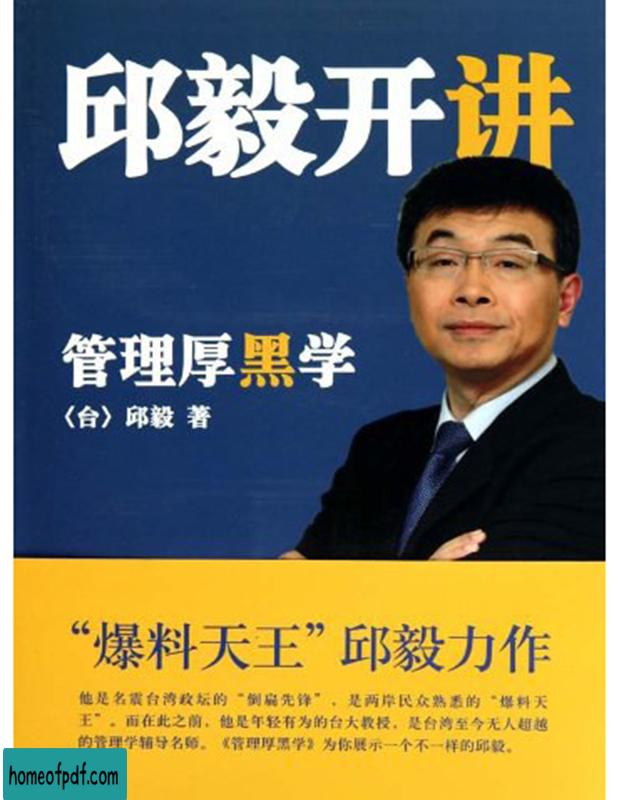 邱毅开讲
管理厚黑学
〈台〉邱毅 著
“爆料天王”邱毅力作
他是名震台湾政坛的“倒扁先锋”，是两岸民众熟悉的“爆料天
王”。而在此之前，他是年轻有为的台大教授，是台湾至今无人超越
的管理学辅导名师。《管理厚黑学》为你展示一个不一样的邱毅。
homeofpdf.com